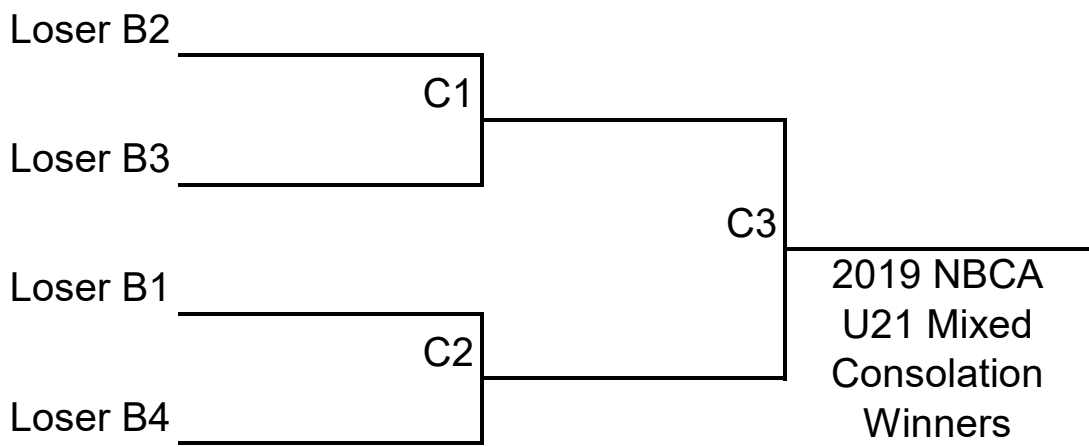 Loser B2
C1
Loser B3
C3
Loser B1
2019 NBCA
U21 Mixed
C2
Consolation
Loser B4
Winners